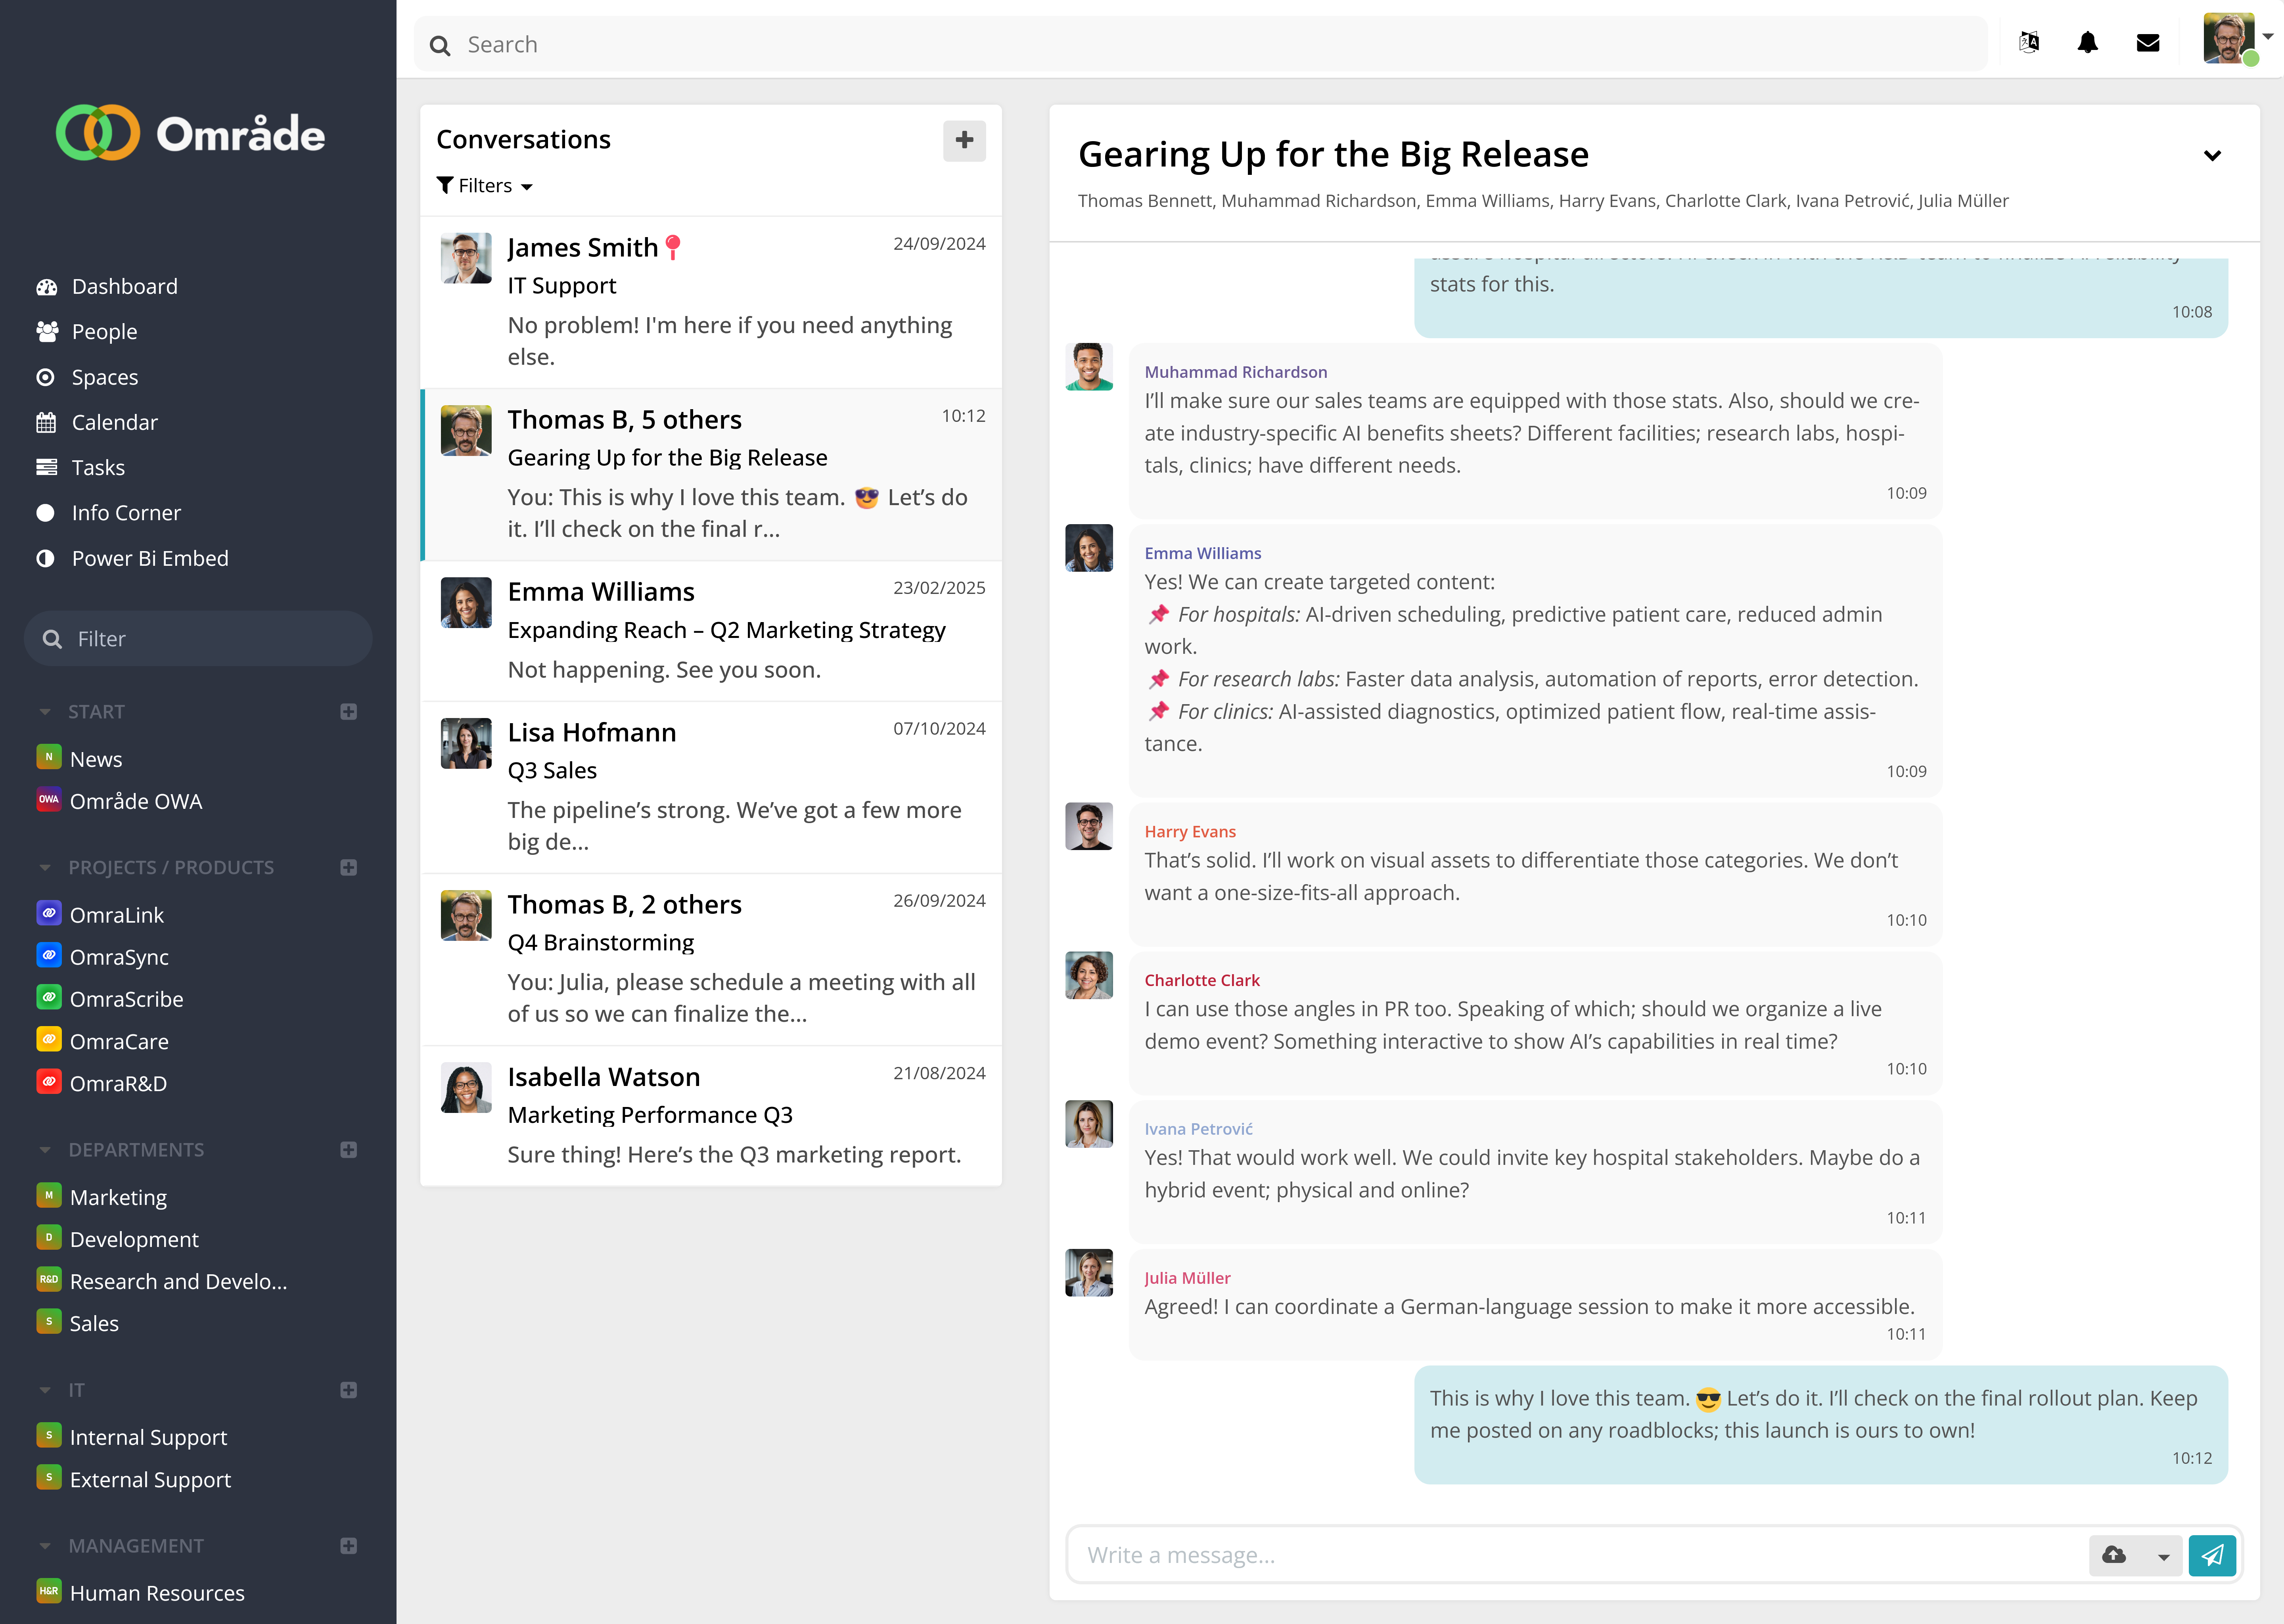 Område
Dashboard
People
Spaces
Calendar
Tasks
Info Corner
Power Bi Embed
Filter
START
N News
OWA Område OWA
PROJECTS / PRODUCTS
OmraLink
OmraSync
OmraScribe
OmraCare
OmraR&D
DEPARTMENTS
M Marketing
D Development
R&D Research and Develo...
S Sales
IT
S Internal Support
S External Support
MANAGEMENT
H&R Human Resources
Search
Conversations
Filters
James Smith 24/09/2024
IT Support
No problem! I'm here if you need anything
else.
Thomas B, 5 others 10:12
Gearing Up for the Big Release
You: This is why I love this team. 😎 Let's do
it. I'll check on the final r...
Emma Williams 23/02/2025
Expanding Reach – Q2 Marketing Strategy
Not happening. See you soon.
Lisa Hofmann 07/10/2024
Q3 Sales
The pipeline's strong. We've got a few more
big de...
Thomas B, 2 others 26/09/2024
Q4 Brainstorming
You: Julia, please schedule a meeting with all
of us so we can finalize the...
Isabella Watson 21/08/2024
Marketing Performance Q3
Sure thing! Here's the Q3 marketing report.
Gearing Up for the Big Release
Thomas Bennett, Muhammad Richardson, Emma Williams, Harry Evans, Charlotte Clark, Ivana Petrović, Julia Müller
stats for this.
10:08
Muhammad Richardson
I'll make sure our sales teams are equipped with those stats. Also, should we cre-
ate industry-specific AI benefits sheets? Different facilities; research labs, hospi-
tals, clinics; have different needs.
10:09
Emma Williams
Yes! We can create targeted content:
📌 For hospitals: AI-driven scheduling, predictive patient care, reduced admin
work.
📌 For research labs: Faster data analysis, automation of reports, error detection.
📌 For clinics: AI-assisted diagnostics, optimized patient flow, real-time assis-
tance.
10:09
Harry Evans
That's solid. I'll work on visual assets to differentiate those categories. We don't
want a one-size-fits-all approach.
10:10
Charlotte Clark
I can use those angles in PR too. Speaking of which; should we organize a live
demo event? Something interactive to show AI's capabilities in real time?
10:10
Ivana Petrović
Yes! That would work well. We could invite key hospital stakeholders. Maybe do a
hybrid event; physical and online?
10:11
Julia Müller
Agreed! I can coordinate a German-language session to make it more accessible.
10:11
This is why I love this team. 😎 Let's do it. I'll check on the final rollout plan. Keep
me posted on any roadblocks; this launch is ours to own!
10:12
Write a message...